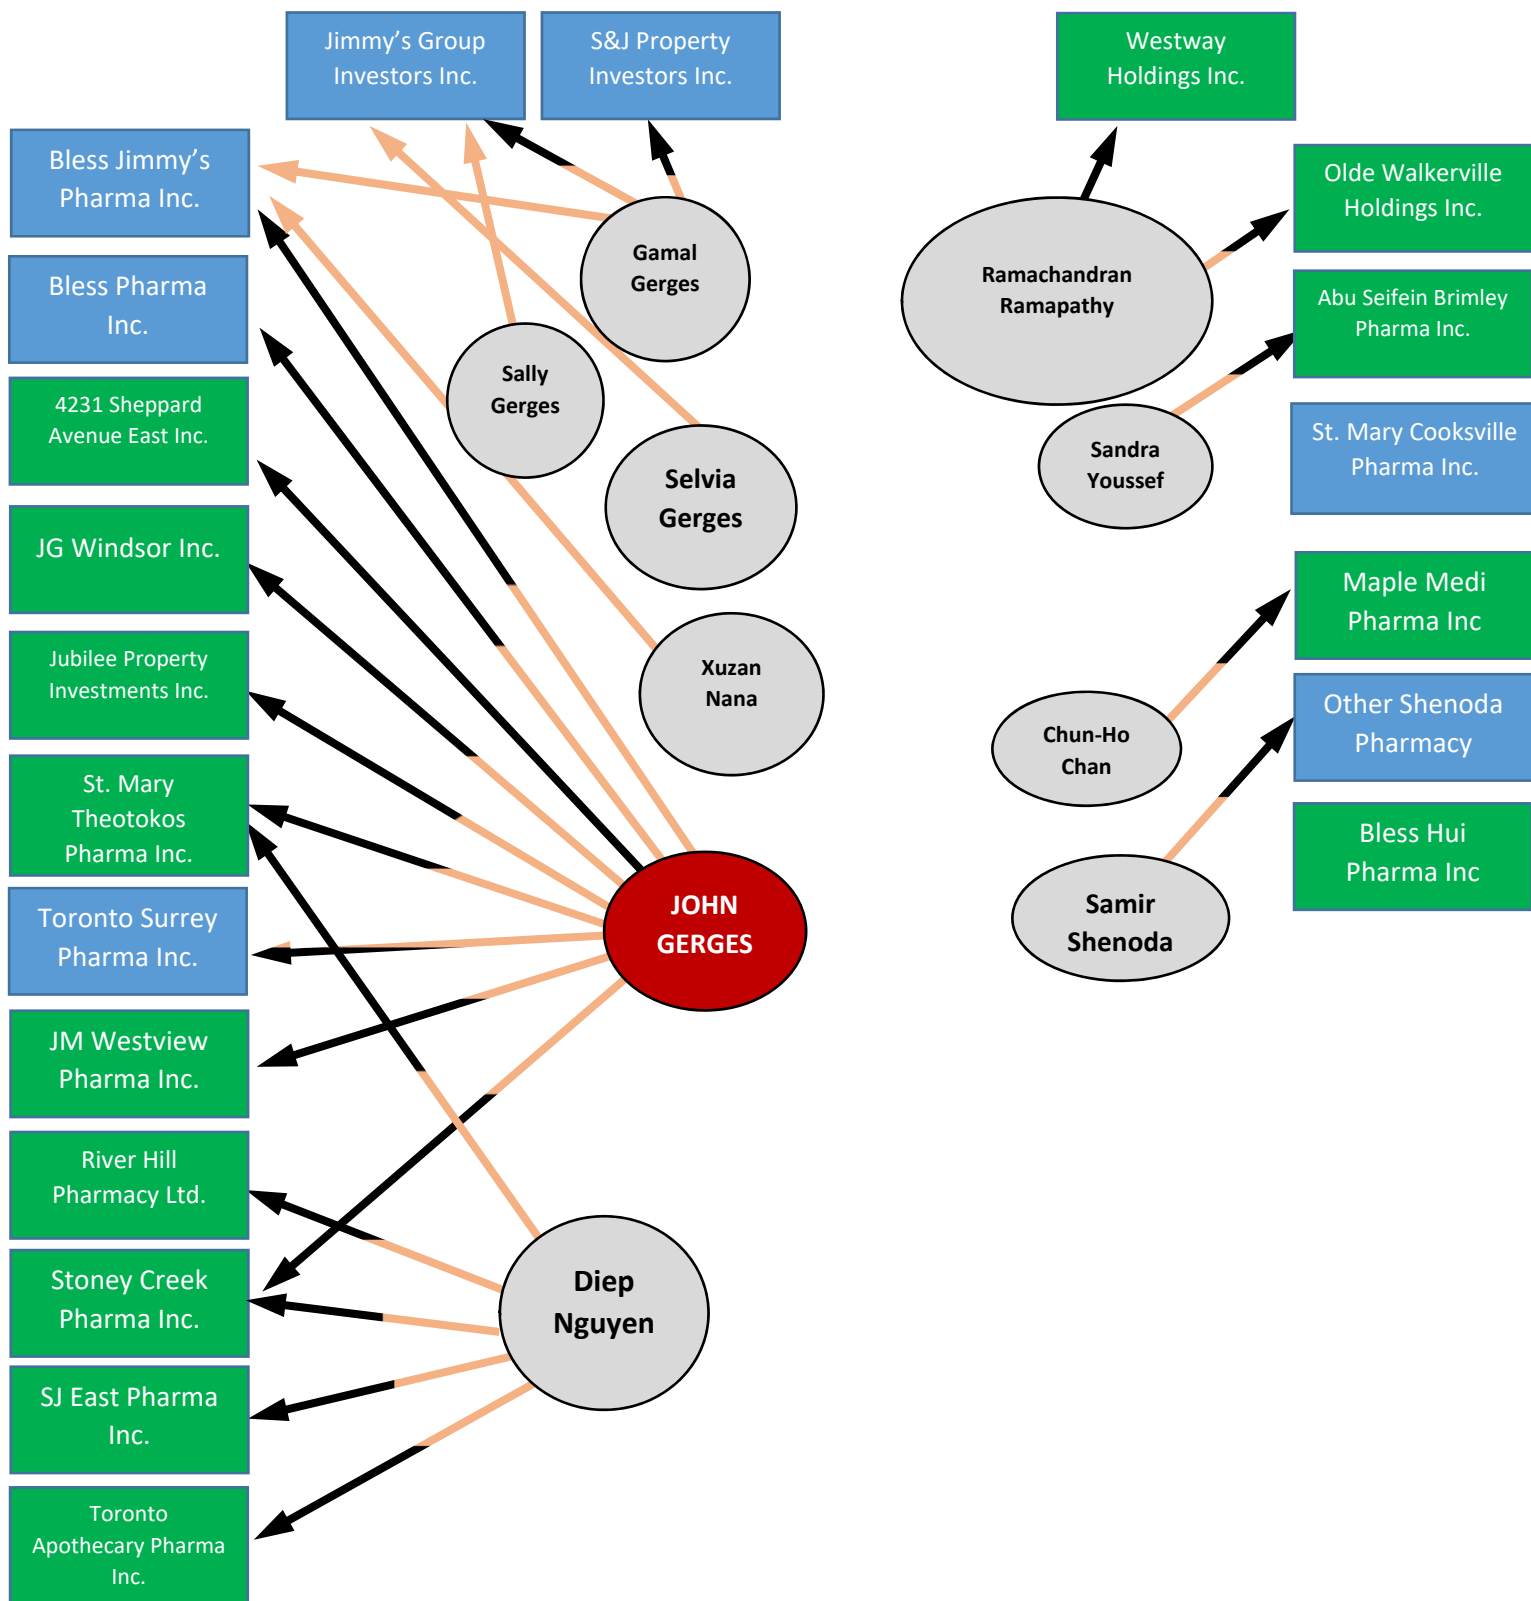 Jimmy’s Group
Investors Inc.
S&J Property
Investors Inc.
Westway
Holdings Inc.
Bless Jimmy’s
Pharma Inc.
Olde Walkerville
Holdings Inc.
Gamal
Gerges
Ramachandran
Ramapathy
Bless Pharma
Inc.
Abu Seifein Brimley
Pharma Inc.
Sally
Gerges
4231 Sheppard
Avenue East Inc.
St. Mary Cooksville
Pharma Inc.
Sandra
Youssef
Selvia
Gerges
JG Windsor Inc.
Maple Medi
Pharma Inc
Jubilee Property
Investments Inc.
Xuzan
Nana
Other Shenoda
Pharmacy
Chun-Ho
Chan
St. Mary
Theotokos
Pharma Inc.
Bless Hui
Pharma Inc
JOHN
GERGES
Samir
Shenoda
Toronto Surrey
Pharma Inc.
JM Westview
Pharma Inc.
River Hill
Pharmacy Ltd.
Stoney Creek
Pharma Inc.
Diep
Nguyen
SJ East Pharma
Inc.
Toronto
Apothecary Pharma
Inc.